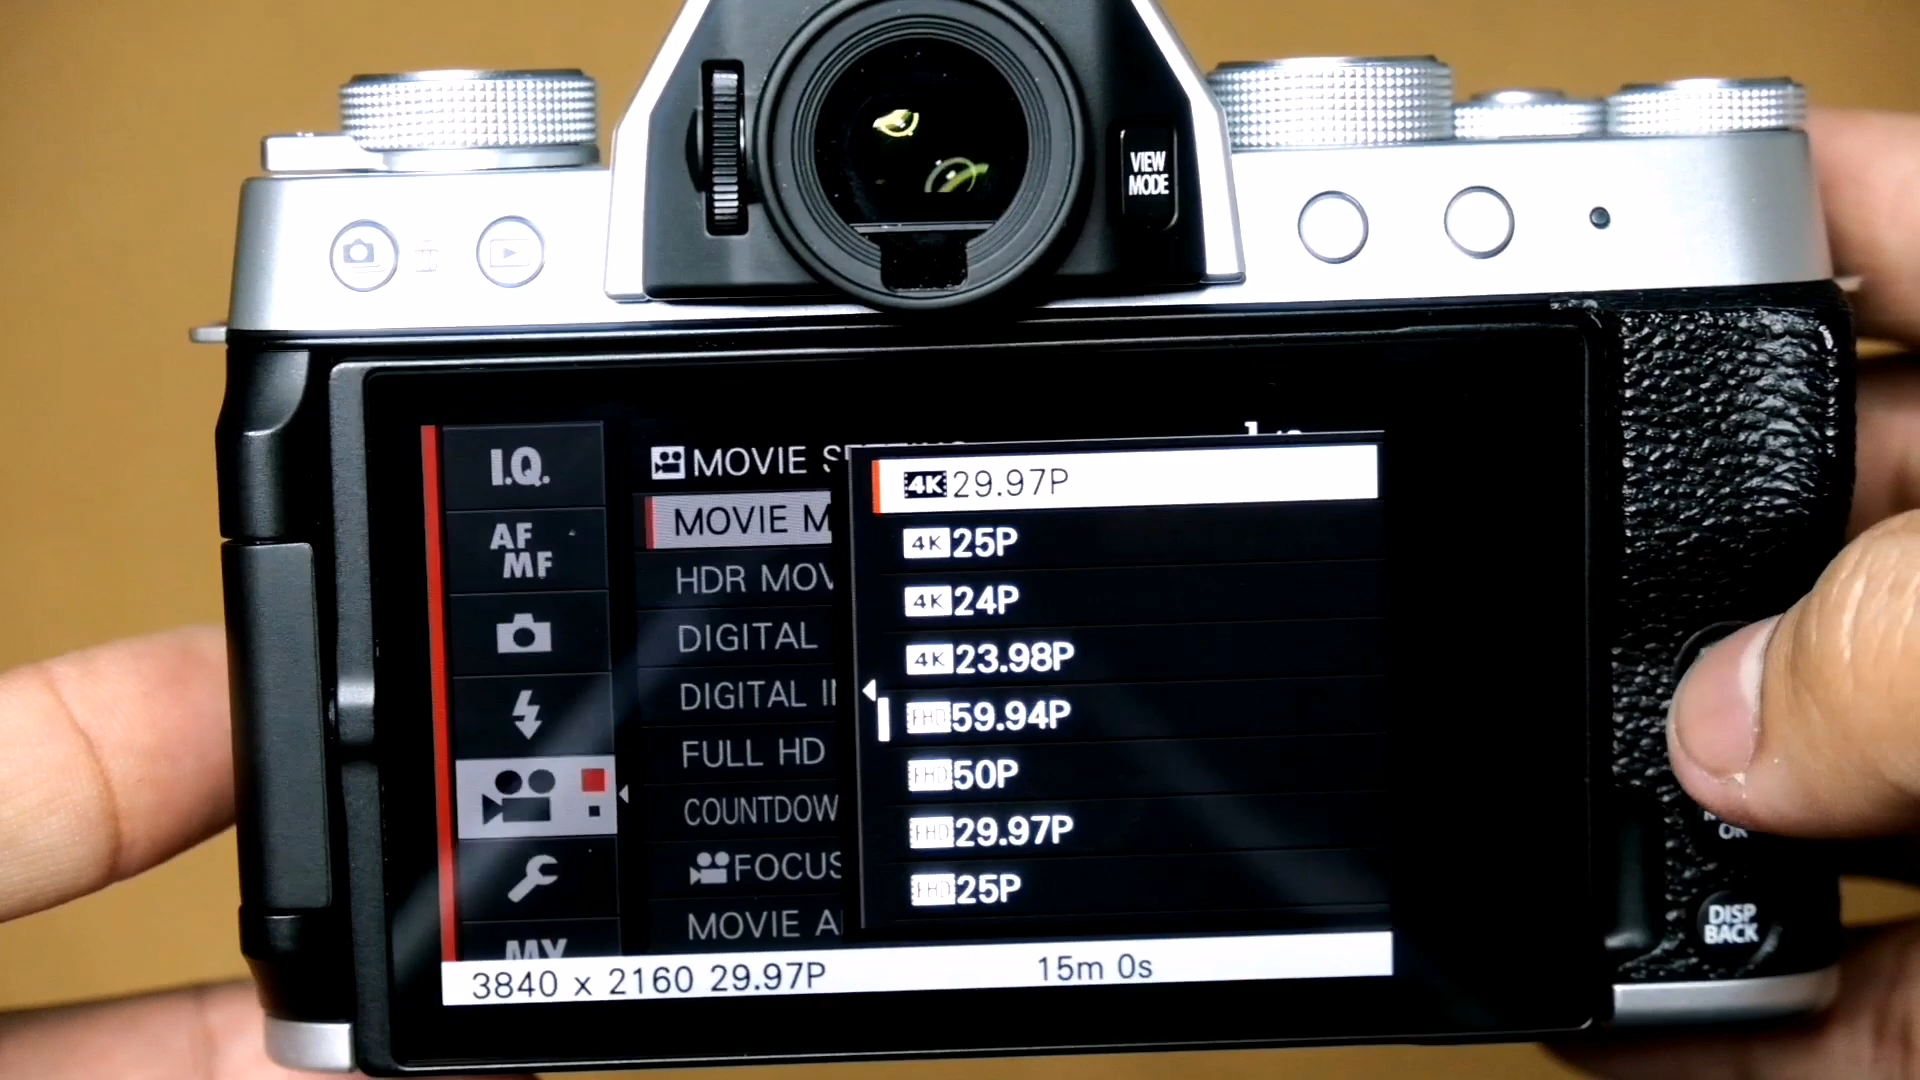 VIEW
MODE
I.Q.
AF
MF
MOVIE
MOVIE M
HDR MOV
DIGITAL
DIGITAL I
FULL HD
COUNTDOW
FOCUS
MOVIE A
4K 29.97P
4K 25P
4K 24P
4K 23.98P
FHD 59.94P
FHD 50P
FHD 29.97P
FHD 25P
3840 x 2160 29.97P 15m 0s
OK
DISP
BACK